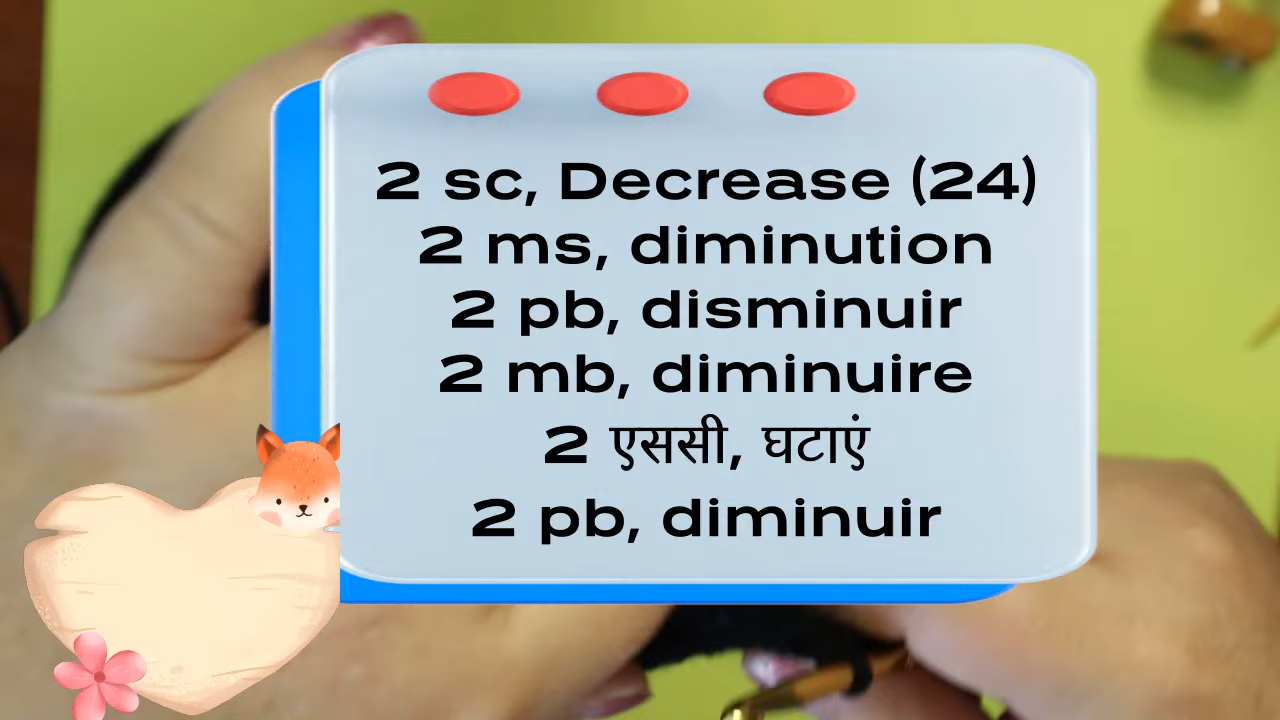 2 sc, Decrease (24)
2 ms, diminution
2 pb, disminuir
2 mb, diminuire
2 एससी, घटाएं
2 pb, diminuir